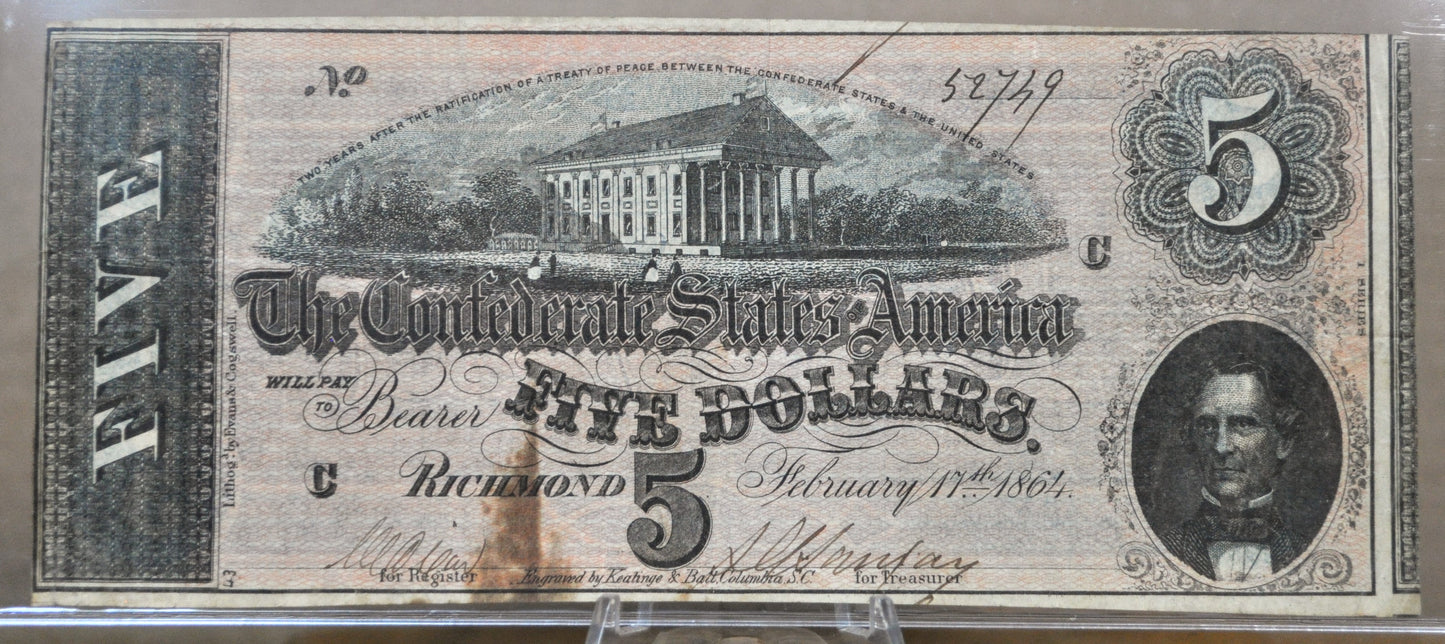 No
52749
TWO YEARS AFTER THE RATIFICATION OF A TREATY OF PEACE BETWEEN THE CONFEDERATE STATES & THE UNITED STATES
5
FIVE
C
The Confederate States of America
WILL PAY
TO Bearer FIVE DOLLARS.
C
RICHMOND 5 February 17th 1864.
for Register
for Treasurer
Engraved by Keatinge & Ball, Columbia, S.C.
Lithog'd by Evans & Cogswell
1 SERIES